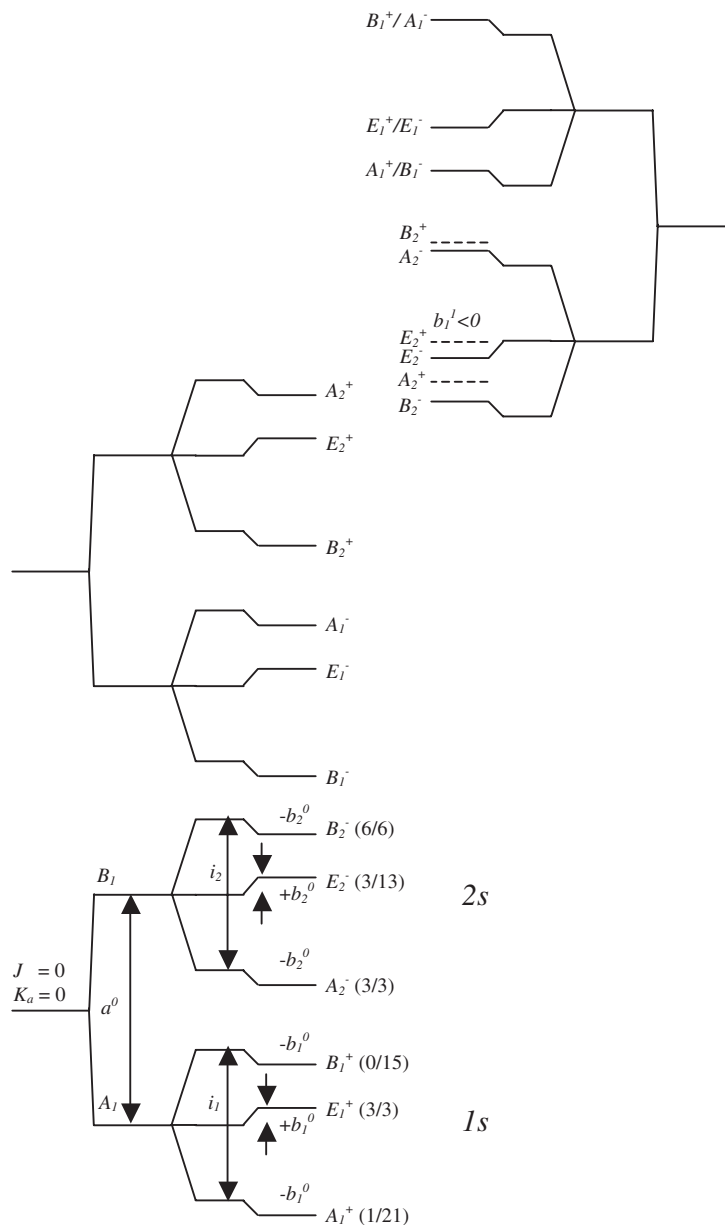 B₁⁺/A₁⁻
E₁⁺/E₁⁻
A₁⁺/B₁⁻
B₂⁺
A₂⁻
b₁¹<0
E₂⁺
E₂⁻
A₂⁺
B₂⁻
A₂⁺
E₂⁺
B₂⁺
A₁⁻
E₁⁻
B₁⁻
-b₂⁰
B₂⁻ (6/6)
B₁
i₂
E₂⁻ (3/13)
+b₂⁰
2s
-b₂⁰
A₂⁻ (3/3)
J = 0
Kₐ = 0
a⁰
-b₁⁰
B₁⁺ (0/15)
A₁
i₁
E₁⁺ (3/3)
+b₁⁰
1s
-b₁⁰
A₁⁺ (1/21)